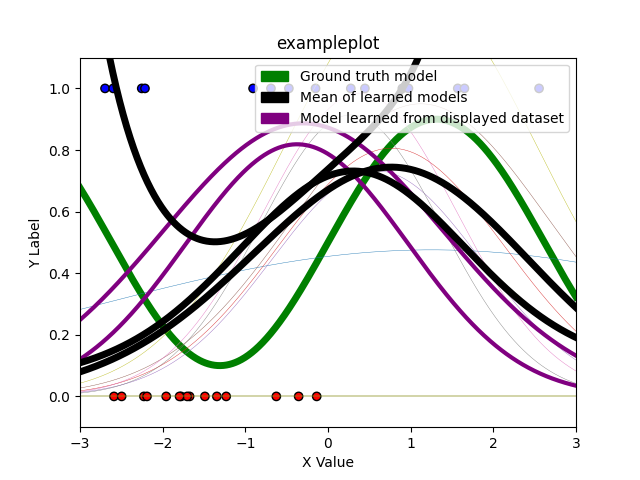 exampleplot
Ground truth model
Mean of learned models
Model learned from displayed dataset
Y Label
1.0
0.8
0.6
0.4
0.2
0.0
−3 −2 −1 0 1 2 3
X Value